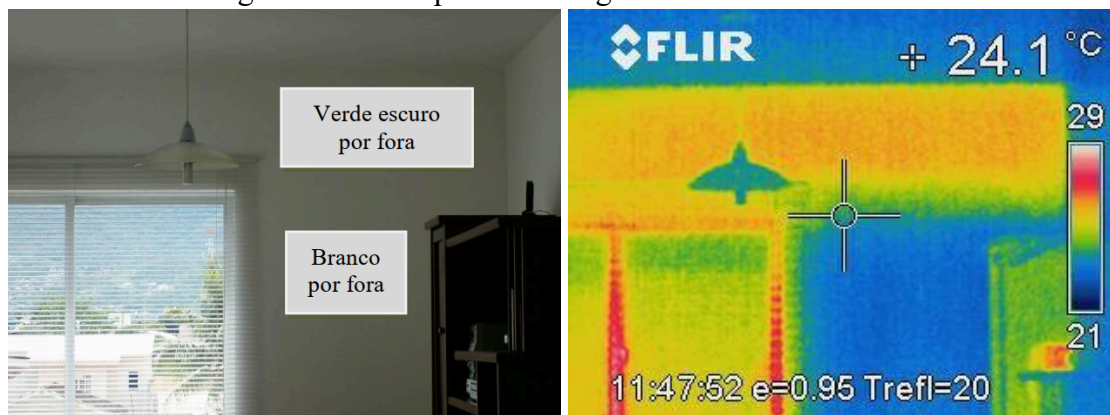 Verde escuro
por fora
Branco
por fora
FLIR
+ 24.1 °C
29
21
11:47:52 e=0.95 Trefl=20